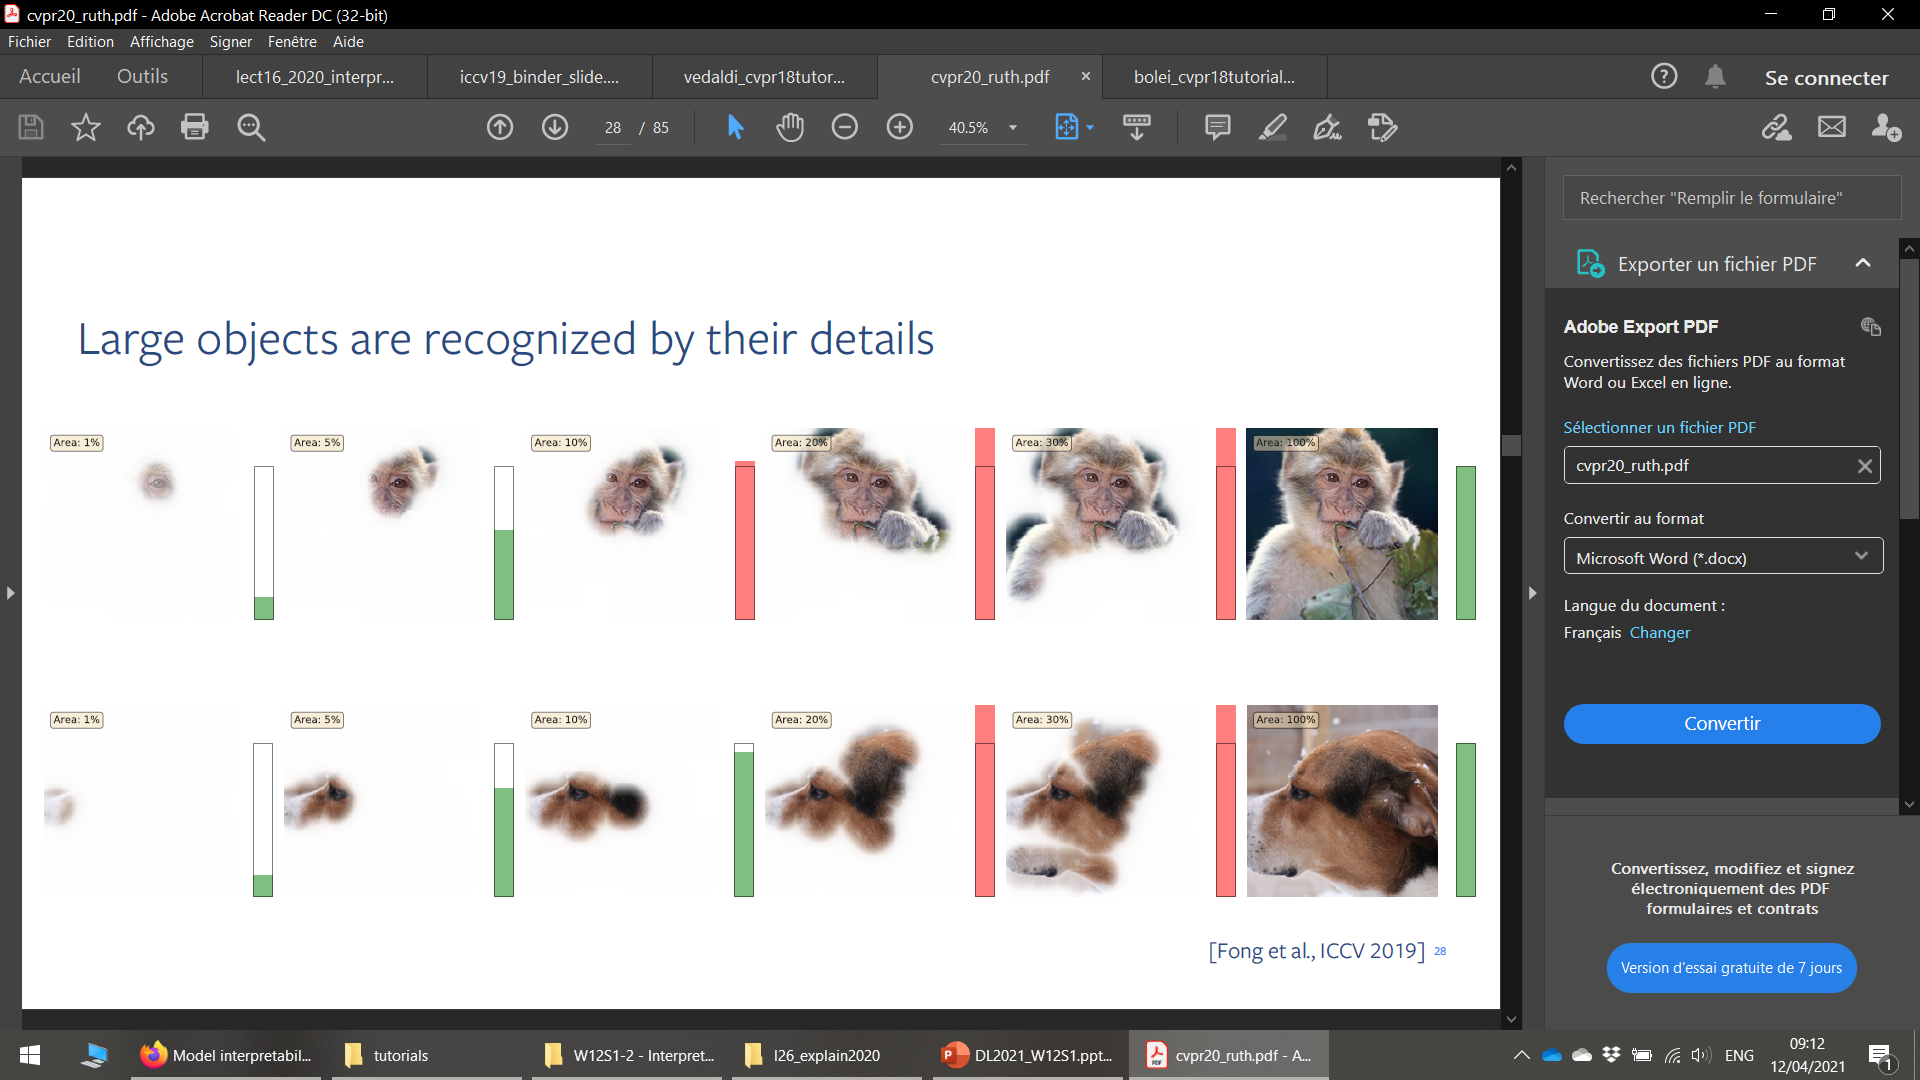 cvpr20_ruth.pdf - Adobe Acrobat Reader DC (32-bit)
Fichier Edition Affichage Signer Fenêtre Aide
Accueil Outils lect16_2020_interpr... iccv19_binder_slide.... vedaldi_cvpr18tutor... cvpr20_ruth.pdf bolei_cvpr18tutorial... Se connecter
28 / 85 40.5%
Large objects are recognized by their details
Area: 1% Area: 5% Area: 10% Area: 20% Area: 30% Area: 100%
Area: 1% Area: 5% Area: 10% Area: 20% Area: 30% Area: 100%
[Fong et al., ICCV 2019] 28
Rechercher "Remplir le formulaire"
Exporter un fichier PDF
Adobe Export PDF
Convertissez des fichiers PDF au format
Word ou Excel en ligne.
Sélectionner un fichier PDF
cvpr20_ruth.pdf
Convertir au format
Microsoft Word (*.docx)
Langue du document :
Français Changer
Convertir
Convertissez, modifiez et signez
électroniquement des PDF
formulaires et contrats
Version d'essai gratuite de 7 jours
Model interpretabil... tutorials W12S1-2 - Interpret... l26_explain2020 DL2021_W12S1.ppt... cvpr20_ruth.pdf - A... ENG
09:12
12/04/2021
1